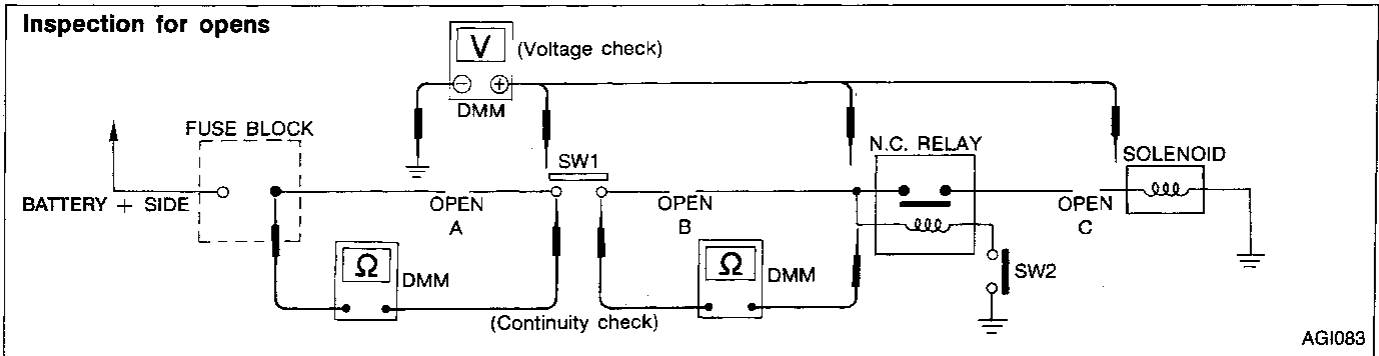 Inspection for opens
V
(Voltage check)
DMM
FUSE BLOCK
SW1
N.C. RELAY
SOLENOID
BATTERY + SIDE
OPEN
A
OPEN
B
OPEN
C
Ω
DMM
Ω
DMM
SW2
(Continuity check)
AGI083